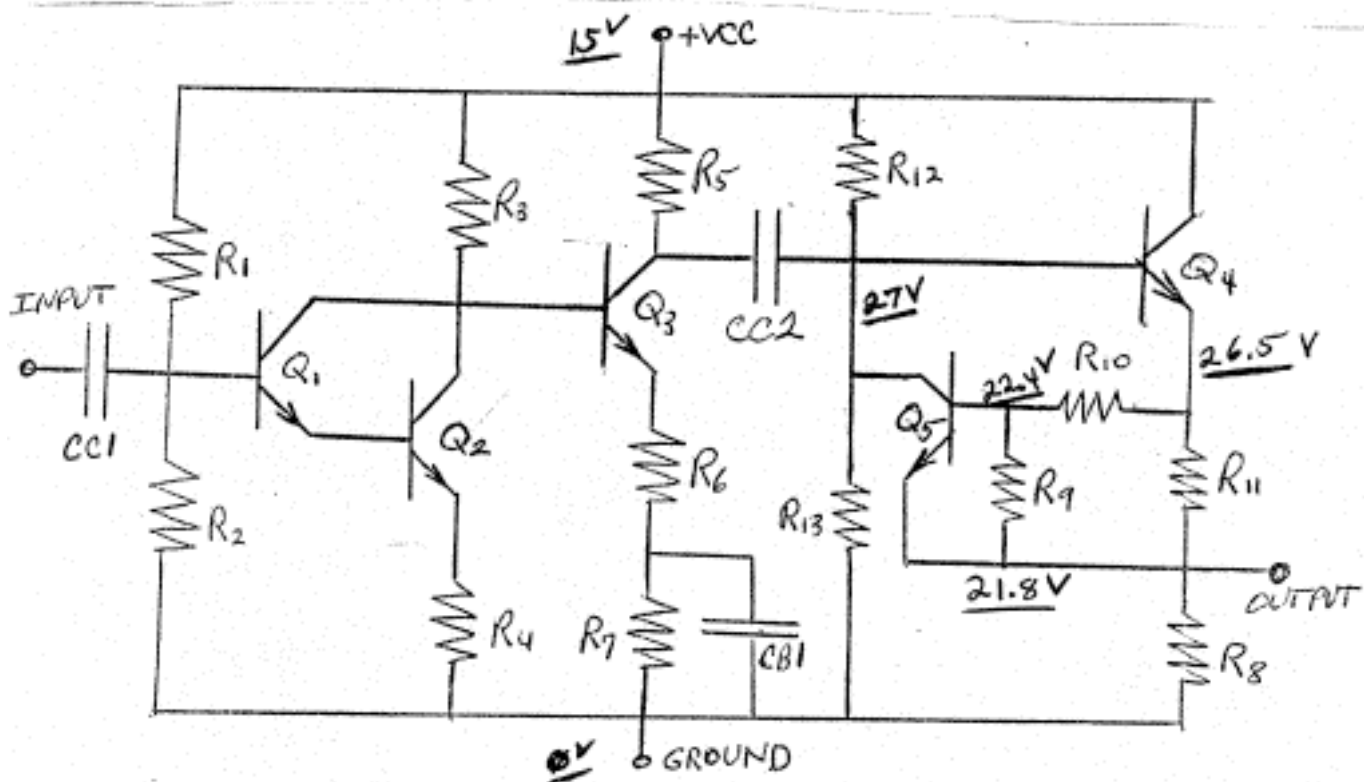 15V
+VCC
R1
R3
R5
R12
INPUT
Q1
Q3
CC2
27V
Q4
26.5 V
CC1
Q2
R2
R6
Q5
22.4V
R10
R13
R9
R11
R4
R7
CB1
21.8V
OUTPUT
R8
0V
GROUND